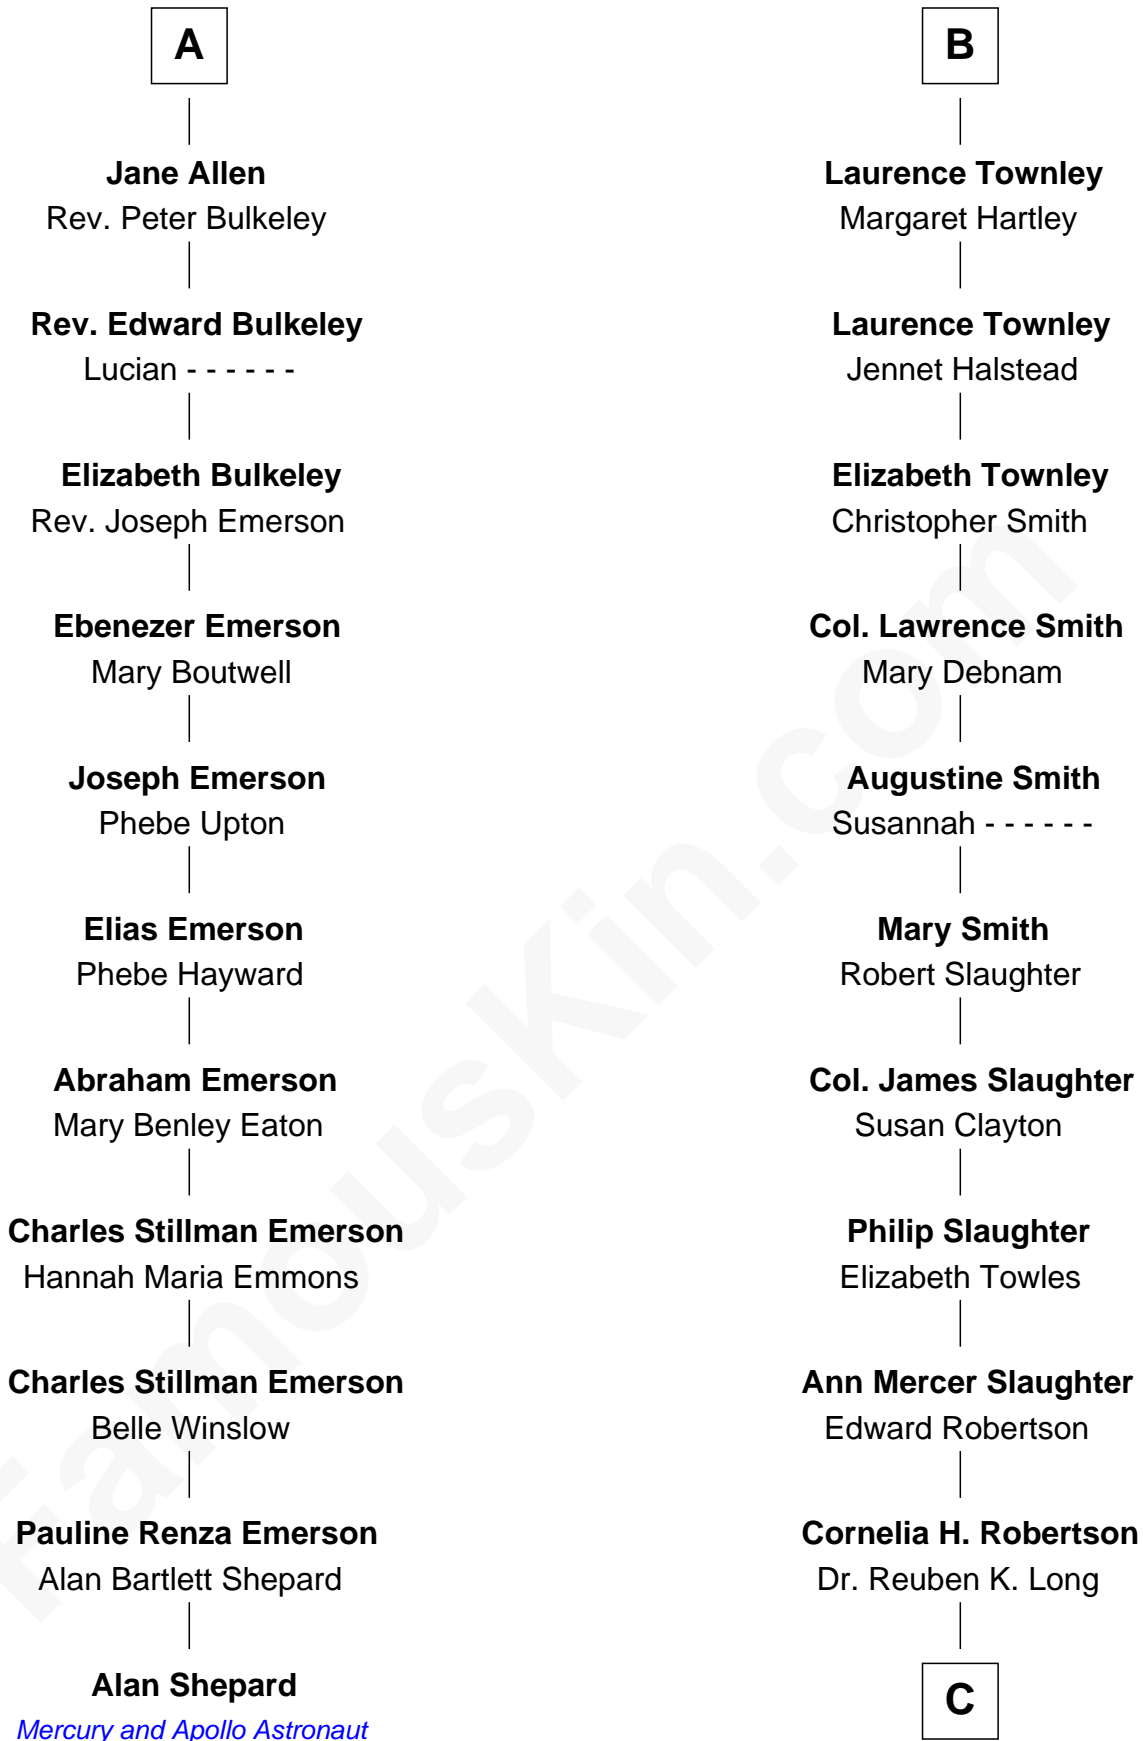 A
Jane Allen
Rev. Peter Bulkeley
Rev. Edward Bulkeley
Lucian - - - - - -
Elizabeth Bulkeley
Rev. Joseph Emerson
Ebenezer Emerson
Mary Boutwell
Joseph Emerson
Phebe Upton
Elias Emerson
Phebe Hayward
Abraham Emerson
Mary Benley Eaton
Charles Stillman Emerson
Hannah Maria Emmons
Charles Stillman Emerson
Belle Winslow
Pauline Renza Emerson
Alan Bartlett Shepard
Alan Shepard
Mercury and Apollo Astronaut
B
Laurence Townley
Margaret Hartley
Laurence Townley
Jennet Halstead
Elizabeth Townley
Christopher Smith
Col. Lawrence Smith
Mary Debnam
Augustine Smith
Susannah - - - - - -
Mary Smith
Robert Slaughter
Col. James Slaughter
Susan Clayton
Philip Slaughter
Elizabeth Towles
Ann Mercer Slaughter
Edward Robertson
Cornelia H. Robertson
Dr. Reuben K. Long
C
FamousKin.com